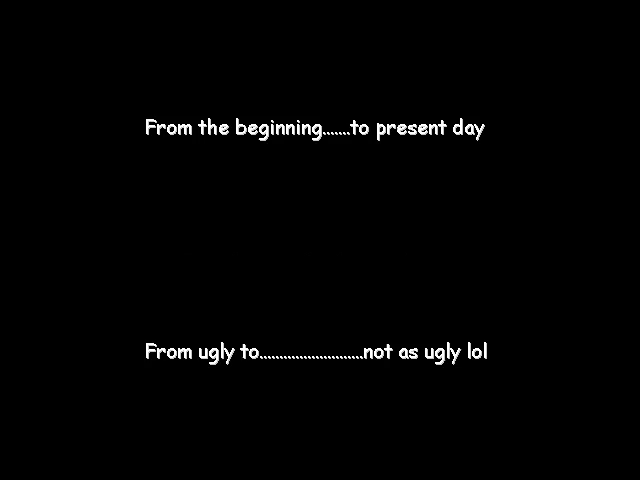 From the beginning.......to present day
From ugly to..........................not as ugly lol